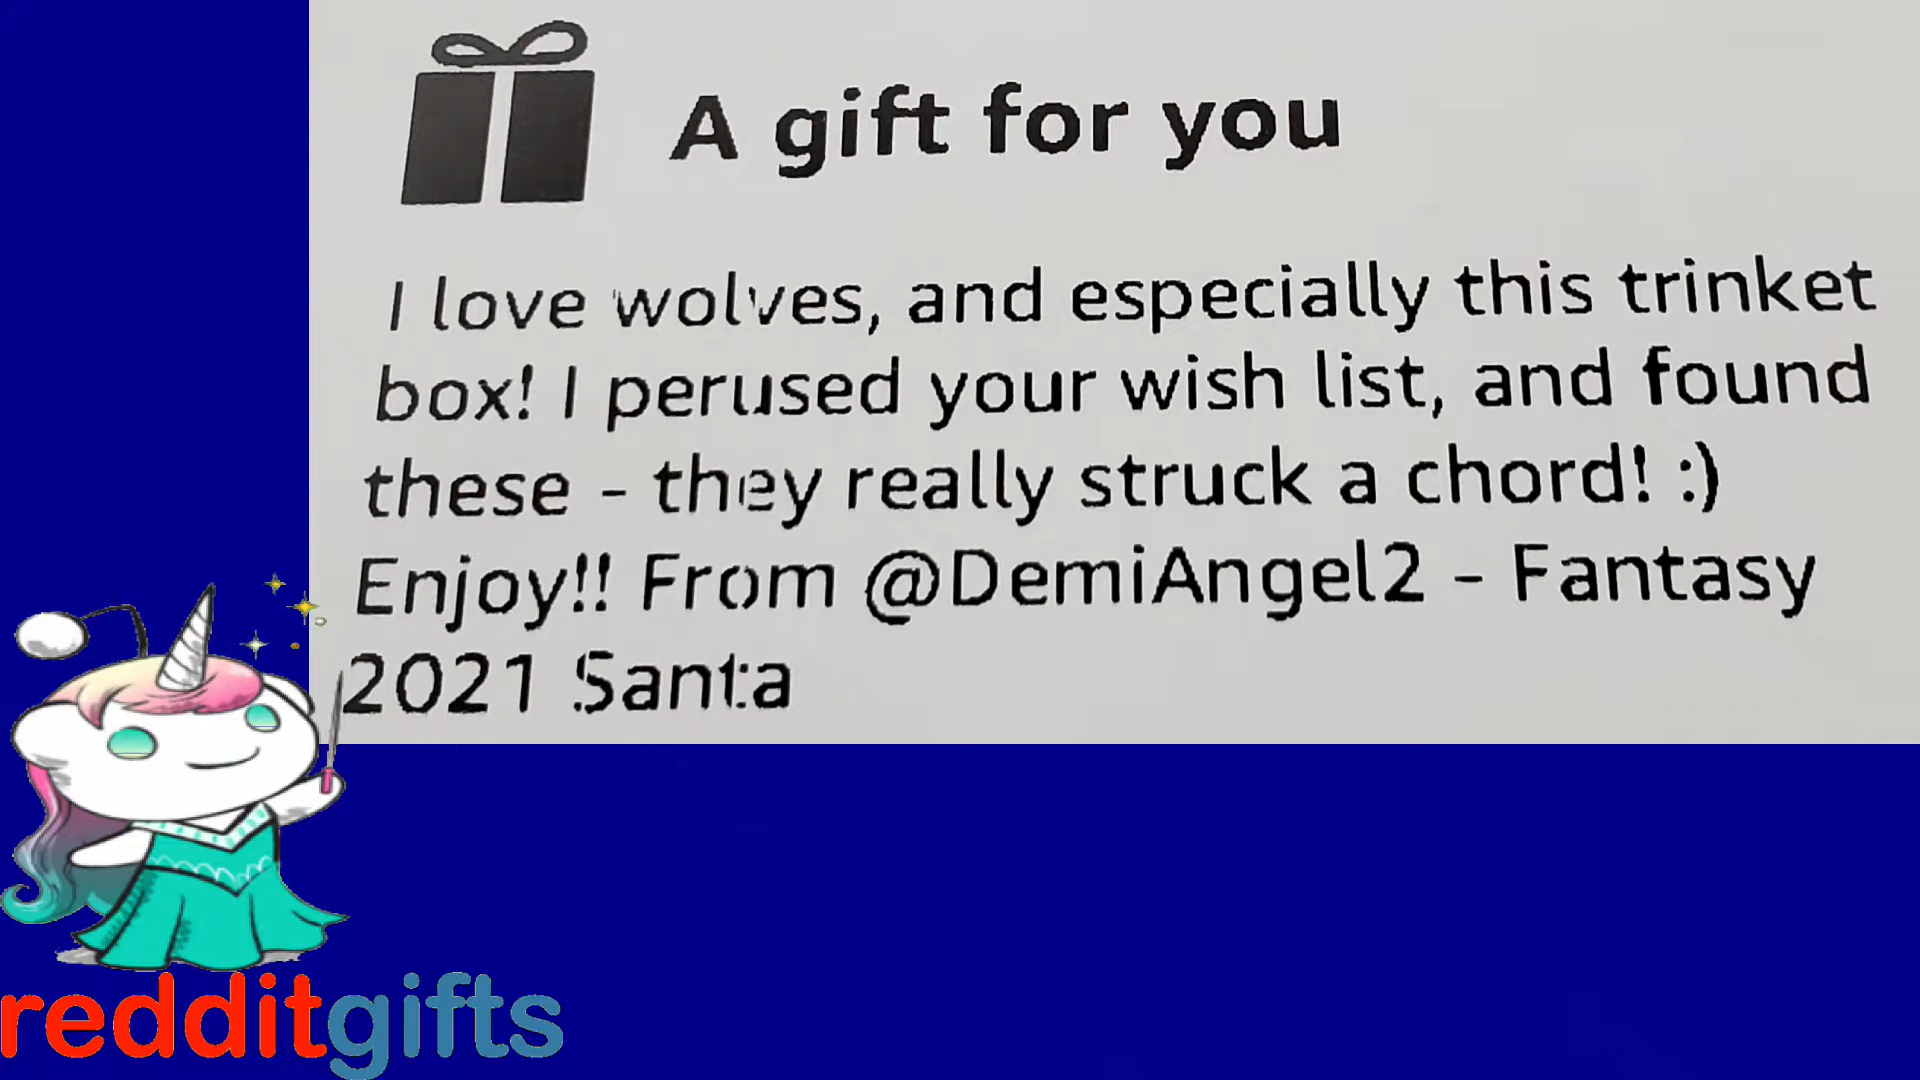 A gift for you
I love wolves, and especially this trinket
box! I perused your wish list, and found
these - they really struck a chord! :)
Enjoy!! From @DemiAngel2 - Fantasy
2021 Santa
redditgifts